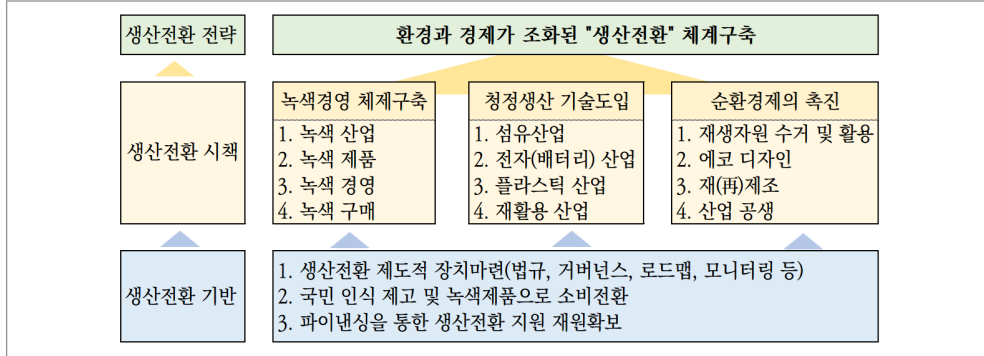 생산전환 전략
환경과 경제가 조화된 "생산전환" 체계구축
생산전환 시책
녹색경영 체제구축
1. 녹색 산업
2. 녹색 제품
3. 녹색 경영
4. 녹색 구매
청정생산 기술도입
1. 섬유산업
2. 전자(배터리) 산업
3. 플라스틱 산업
4. 재활용 산업
순환경제의 촉진
1. 재생자원 수거 및 활용
2. 에코 디자인
3. 재(再)제조
4. 산업 공생
생산전환 기반
1. 생산전환 제도적 장치마련(법규, 거버넌스, 로드맵, 모니터링 등)
2. 국민 인식 제고 및 녹색제품으로 소비전환
3. 파이낸싱을 통한 생산전환 지원 재원확보